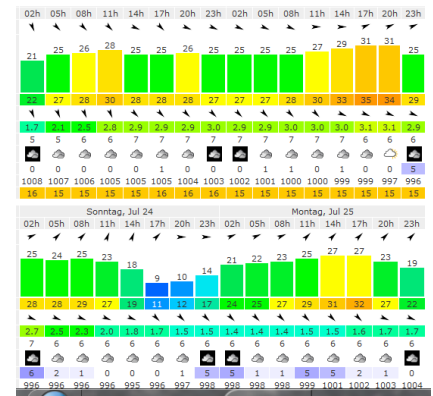 02h 05h 08h 11h 14h 17h 20h 23h 02h 05h 08h 11h 14h 17h 20h 23h
21 25 26 28 25 25 25 25 25 25 25 27 29 31 31 25
22 27 28 30 28 28 28 28 27 27 28 30 33 35 34 29
1.7 2.1 2.5 2.8 2.9 2.9 2.9 3.0 2.9 2.9 3.0 3.0 3.0 3.1 3.1 2.9
5 5 6 6 7 7 7 7 7 7 7 7 7 7 6 6
0 0 0 0 0 1 0 0 0 0 1 1 0 1 0 0 5
1008 1007 1006 1005 1005 1005 1004 1003 1002 1001 1000 1000 999 999 997 996
16 15 15 15 15 16 16 16 15 15 15 15 16 15 15 15
Sonntag, Jul 24 Montag, Jul 25
02h 05h 08h 11h 14h 17h 20h 23h 02h 05h 08h 11h 14h 17h 20h 23h
25 24 25 23 18 9 10 14 21 22 23 25 27 27 23 19
28 28 29 27 19 11 12 17 24 25 27 29 31 32 27 22
2.7 2.5 2.3 2.0 1.8 1.7 1.5 1.5 1.4 1.4 1.4 1.5 1.5 1.6 1.7 1.7
7 6 6 6 6 6 6 6 6 6 6 6 6 6 6 6
6 2 1 0 0 0 1 5 5 1 1 5 5 2 1 0
996 996 996 996 995 997 997 998 998 998 998 999 1001 1002 1003 1004